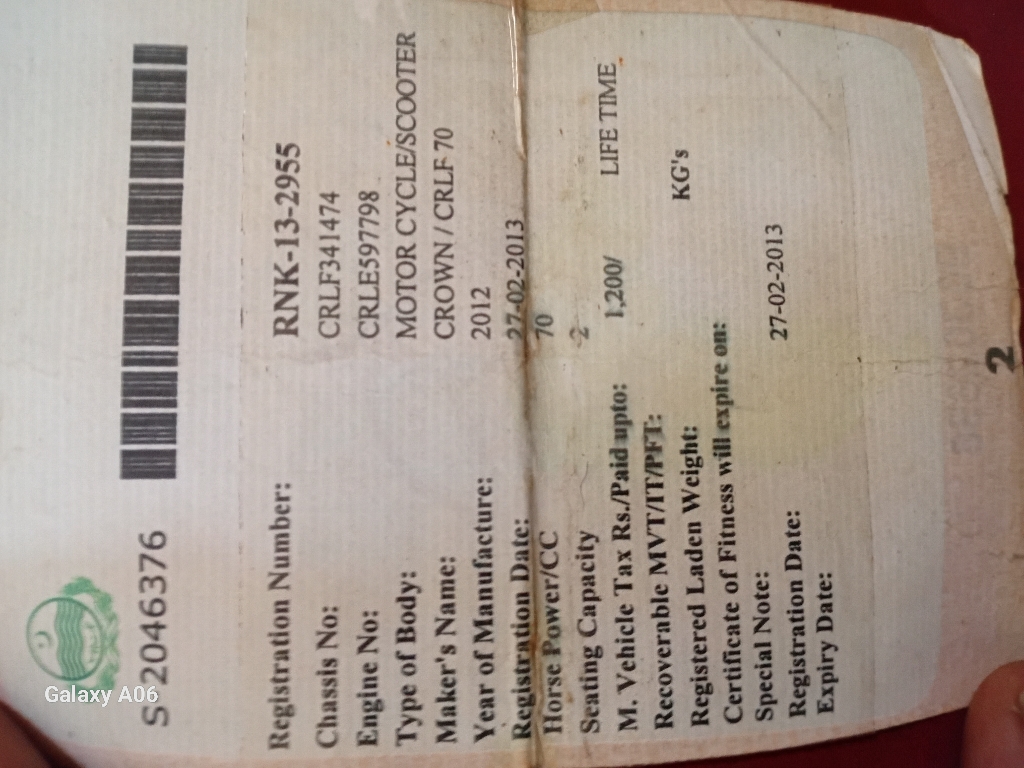 S 2046376
Registration Number: RNK-13-2955
Chassis No: CRLF341474
Engine No: CRLE597798
Type of Body: MOTOR CYCLE/SCOOTER
Maker's Name: CROWN / CRLF 70
Year of Manufacture: 2012
Registration Date: 27-02-2013
Horse Power/CC 70
Seating Capacity 2
M. Vehicle Tax Rs./Paid upto: 1,200/ LIFE TIME
Recoverable MVT/IT/PFT:
Registered Laden Weight: KG's
Certificate of Fitness will expire on:
Special Note:
Registration Date: 27-02-2013
Expiry Date:
2
Galaxy A06